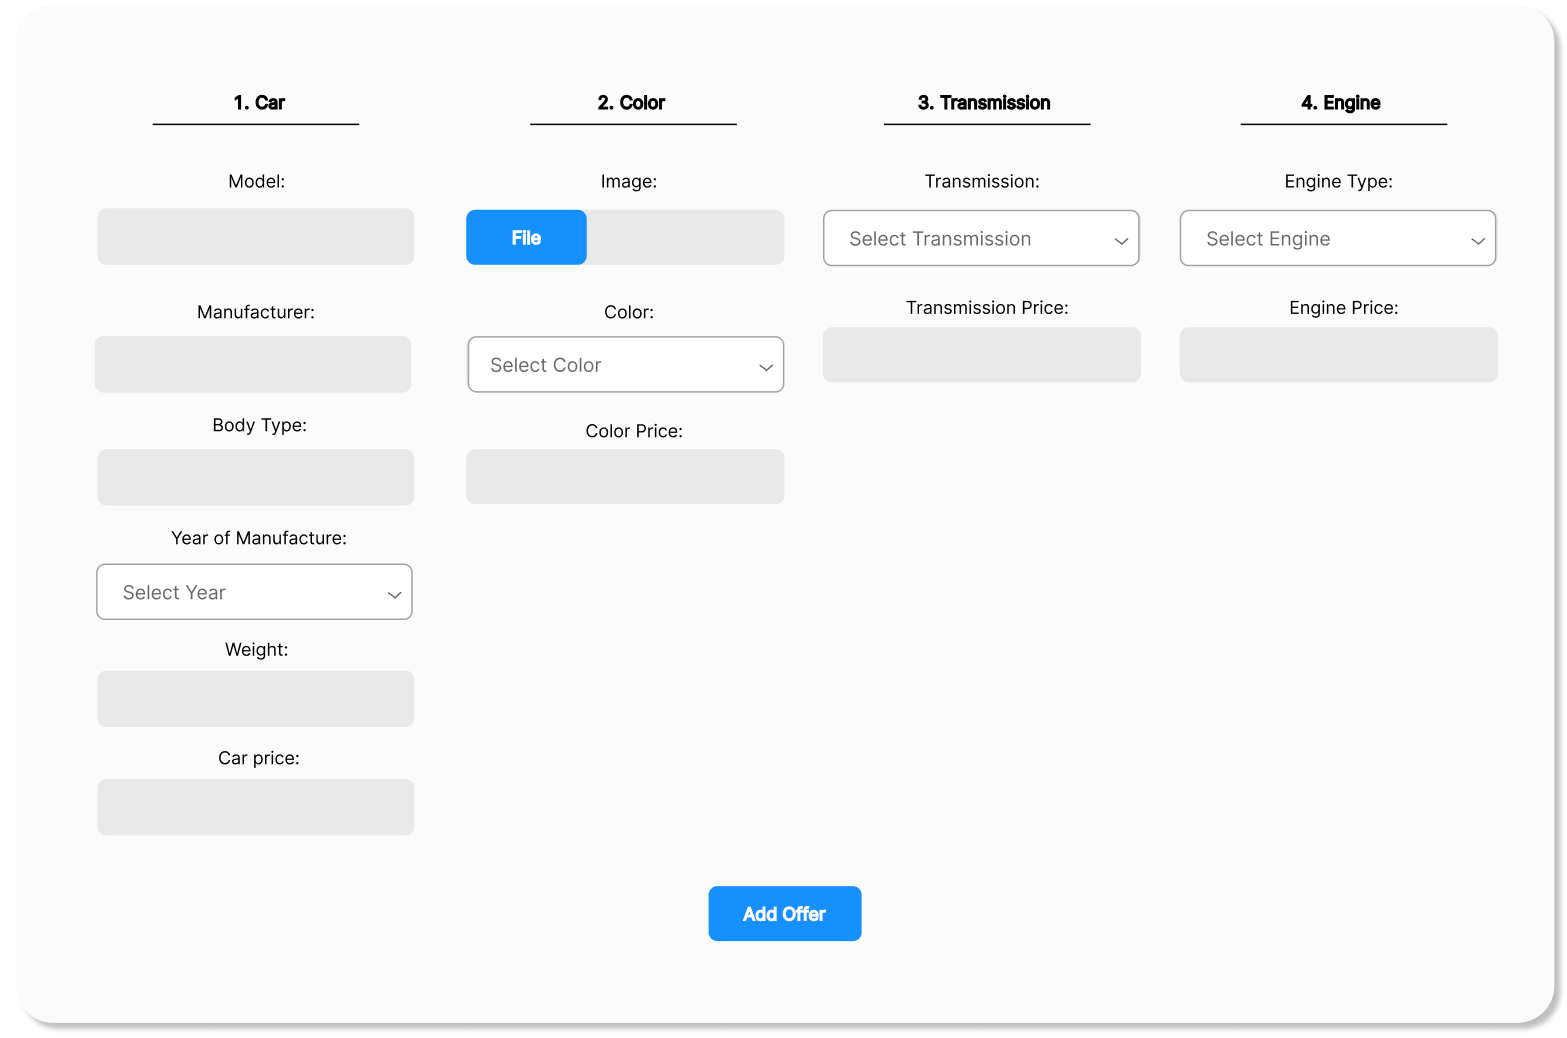 1. Car
Model:
Manufacturer:
Body Type:
Year of Manufacture:
Select Year
Weight:
Car price:
2. Color
Image:
File
Color:
Select Color
Color Price:
3. Transmission
Transmission:
Select Transmission
Transmission Price:
4. Engine
Engine Type:
Select Engine
Engine Price:
Add Offer